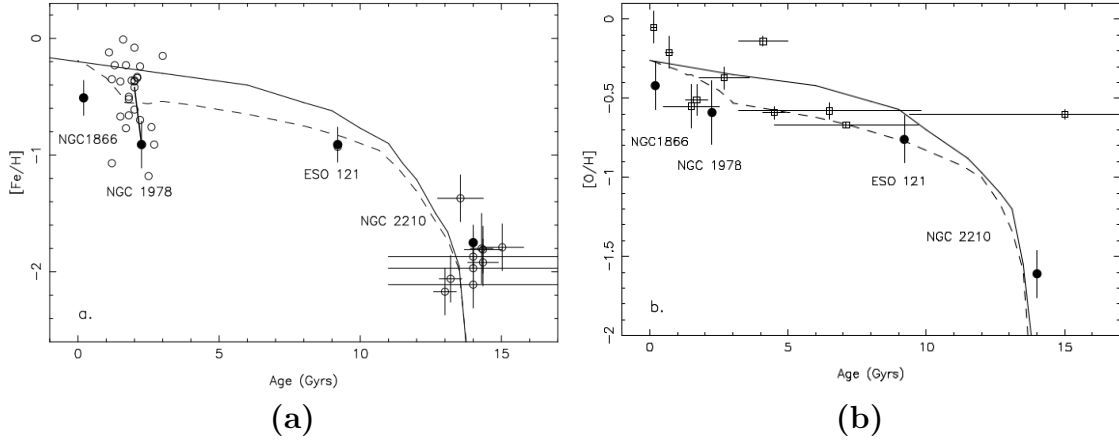 0
−1
−2
[Fe/H]
NGC1866
NGC 1978
ESO 121
NGC 2210
a.
0
5
10
15
Age (Gyrs)
(a)
0
−0.5
−1
−1.5
−2
[O/H]
NGC1866
NGC 1978
ESO 121
NGC 2210
b.
0
5
10
15
Age (Gyrs)
(b)